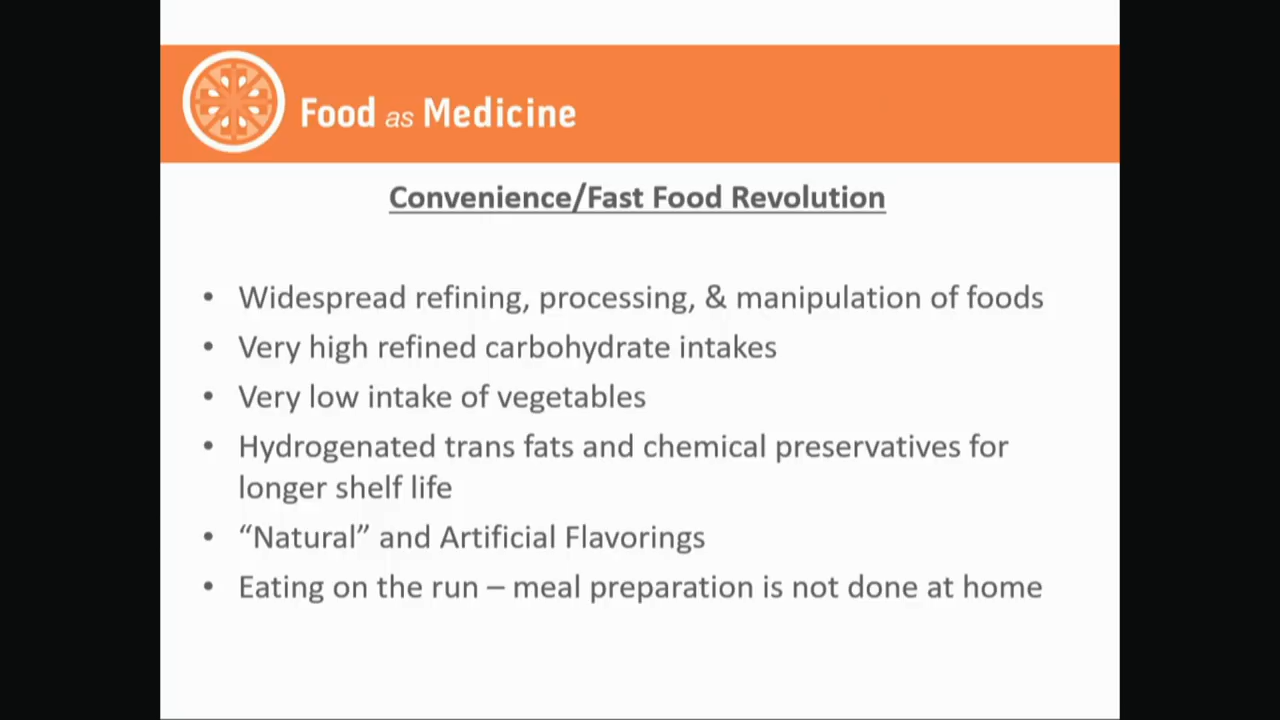 Food as Medicine
Convenience/Fast Food Revolution
• Widespread refining, processing, & manipulation of foods
• Very high refined carbohydrate intakes
• Very low intake of vegetables
• Hydrogenated trans fats and chemical preservatives for
longer shelf life
• “Natural” and Artificial Flavorings
• Eating on the run – meal preparation is not done at home